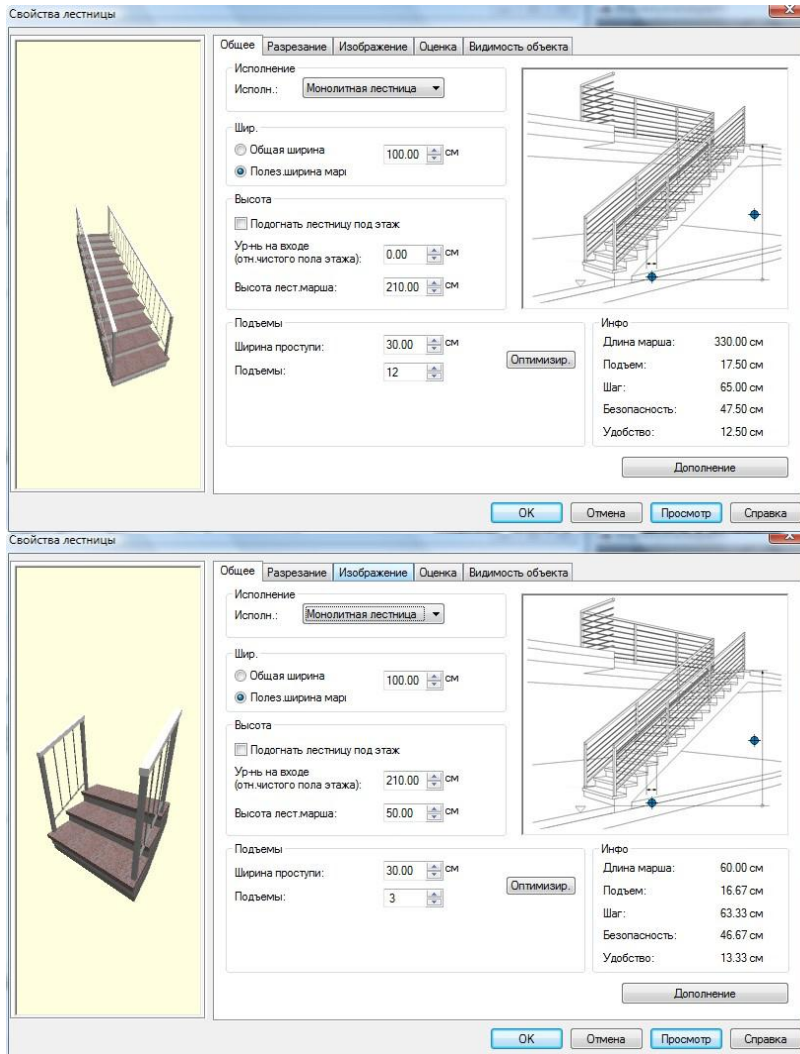 Свойства лестницы
Общее Разрезание Изображение Оценка Видимость объекта
Исполнение
Исполн.: Монолитная лестница
Шир.
Общая ширина
100.00 см
Полез.ширина марі
Высота
Подогнать лестницу под этаж
Ур-нь на входе
(отн.чистого пола этажа): 0.00 см
Высота лест.марша: 210.00 см
Подъемы
Ширина проступи: 30.00 см
Подъемы: 12
Оптимизир.
Инфо
Длина марша: 330.00 см
Подъем: 17.50 см
Шаг: 65.00 см
Безопасность: 47.50 см
Удобство: 12.50 см
Дополнение
OK Отмена Просмотр Справка
Свойства лестницы
Общее Разрезание Изображение Оценка Видимость объекта
Исполнение
Исполн.: Монолитная лестница
Шир.
Общая ширина
100.00 см
Полез.ширина марі
Высота
Подогнать лестницу под этаж
Ур-нь на входе
(отн.чистого пола этажа): 210.00 см
Высота лест.марша: 50.00 см
Подъемы
Ширина проступи: 30.00 см
Подъемы: 3
Оптимизир.
Инфо
Длина марша: 60.00 см
Подъем: 16.67 см
Шаг: 63.33 см
Безопасность: 46.67 см
Удобство: 13.33 см
Дополнение
OK Отмена Просмотр Справка